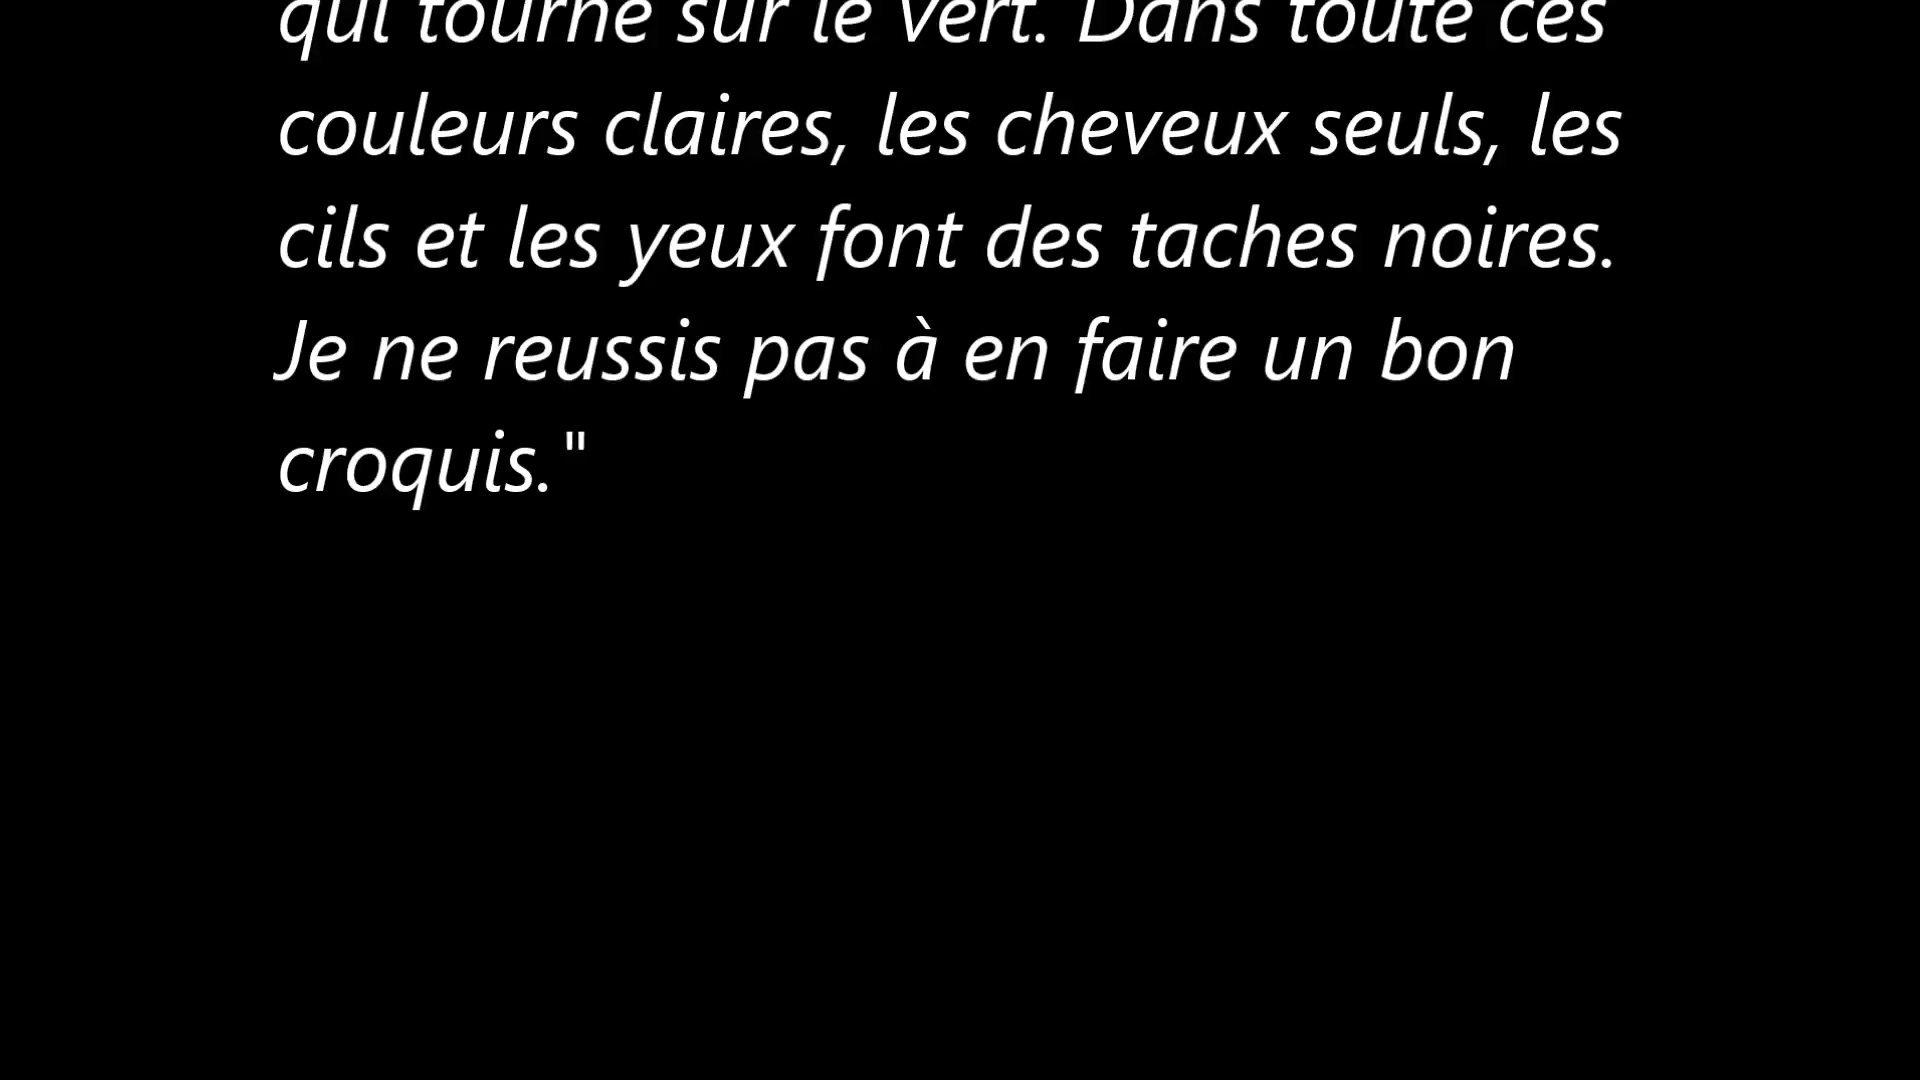 qui tourne sur le vert. Dans toute ces
couleurs claires, les cheveux seuls, les
cils et les yeux font des taches noires.
Je ne reussis pas à en faire un bon
croquis."